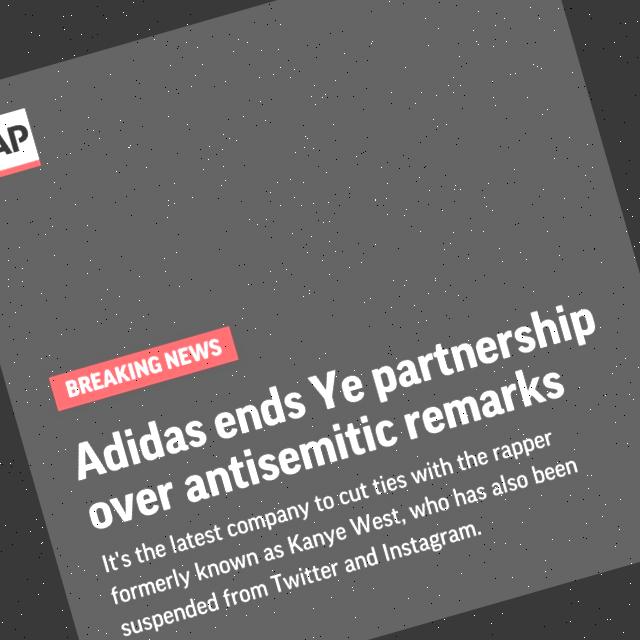 AP
BREAKING NEWS
Adidas ends Ye partnership
over antisemitic remarks
It's the latest company to cut ties with the rapper
formerly known as Kanye West, who has also been
suspended from Twitter and Instagram.